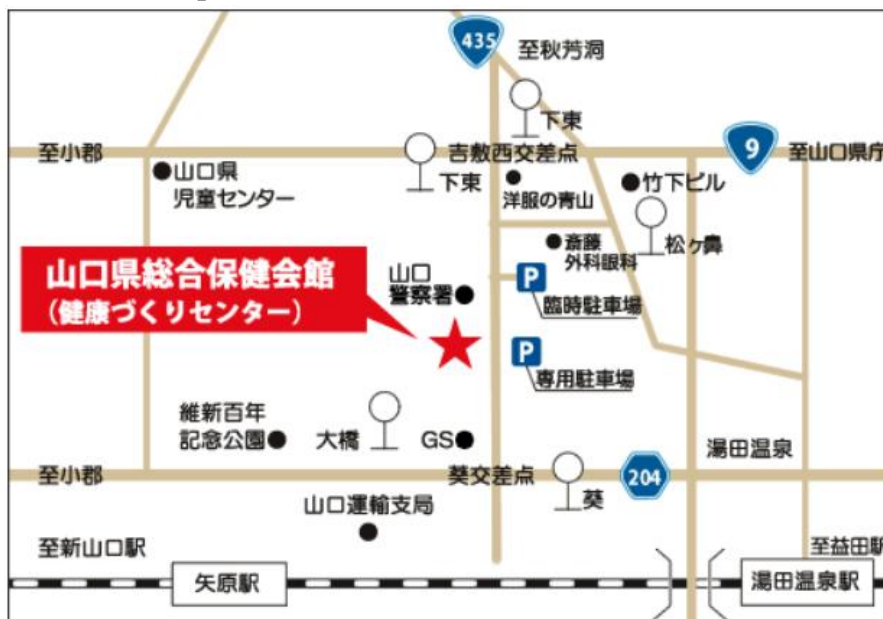 435
至秋芳洞
下東
至小郡
吉敷西交差点
9
至山口県庁
山口県
児童センター
下東
洋服の青山
竹下ビル
斎藤
外科眼科
松ヶ鼻
山口県総合保健会館
(健康づくりセンター)
山口
警察署
P
臨時駐車場
P
専用駐車場
維新百年
記念公園
大橋
GS
湯田温泉
至小郡
葵交差点
204
葵
山口運輸支局
至新山口駅
至益田駅
矢原駅
湯田温泉駅